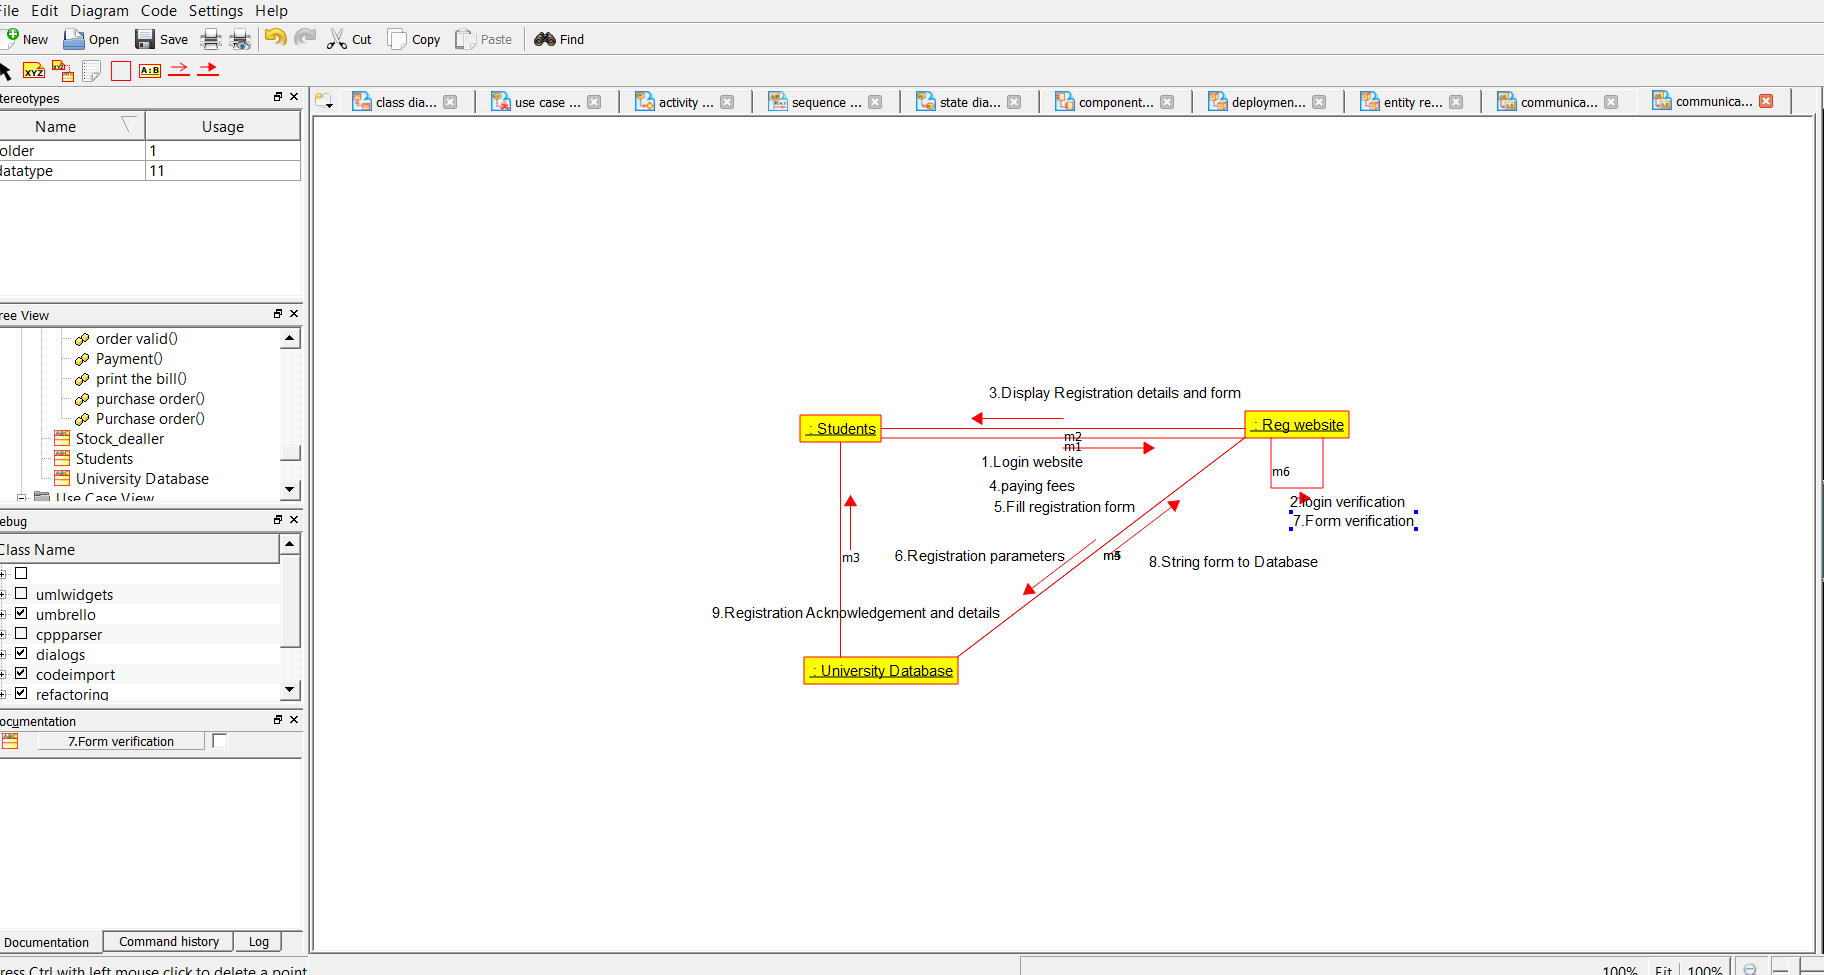 File Edit Diagram Code Settings Help
New Open Save Cut Copy Paste Find
XYZ XYZ A:B
tereotypes
Name Usage
older 1
datatype 11
class dia... use case ... activity ... sequence ... state dia... component... deploymen... entity re... communica... communica...
ree View
order valid()
Payment()
print the bill()
purchase order()
Purchase order()
Stock_dealler
Students
University Database
Use Case View
ebug
Class Name
umlwidgets
umbrello
cppparser
dialogs
codeimport
refactoring
ocumentation
7.Form verification
Documentation Command history Log
ress Ctrl with left mouse click to delete a point
3.Display Registration details and form
: Students
: Reg website
m2
m1
1.Login website
4.paying fees
5.Fill registration form
m6
2.login verification
7.Form verification
m3
6.Registration parameters
8.String form to Database
9.Registration Acknowledgement and details
: University Database
100% Fit 100%